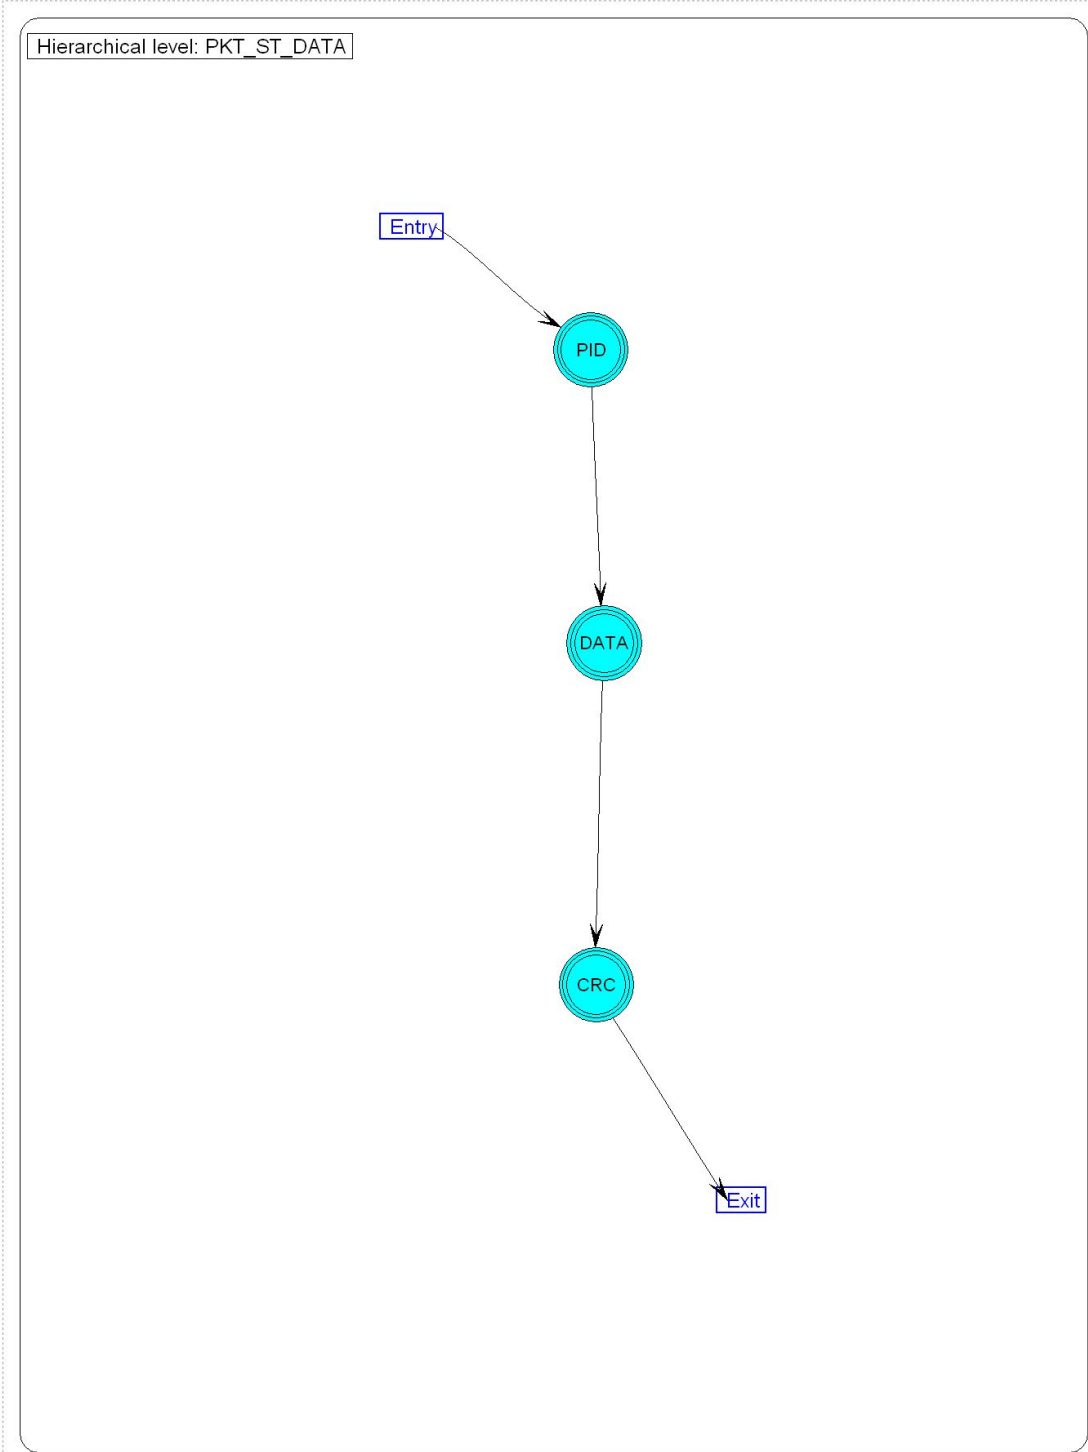 Hierarchical level: PKT_ST_DATA
Entry
PID
DATA
CRC
Exit